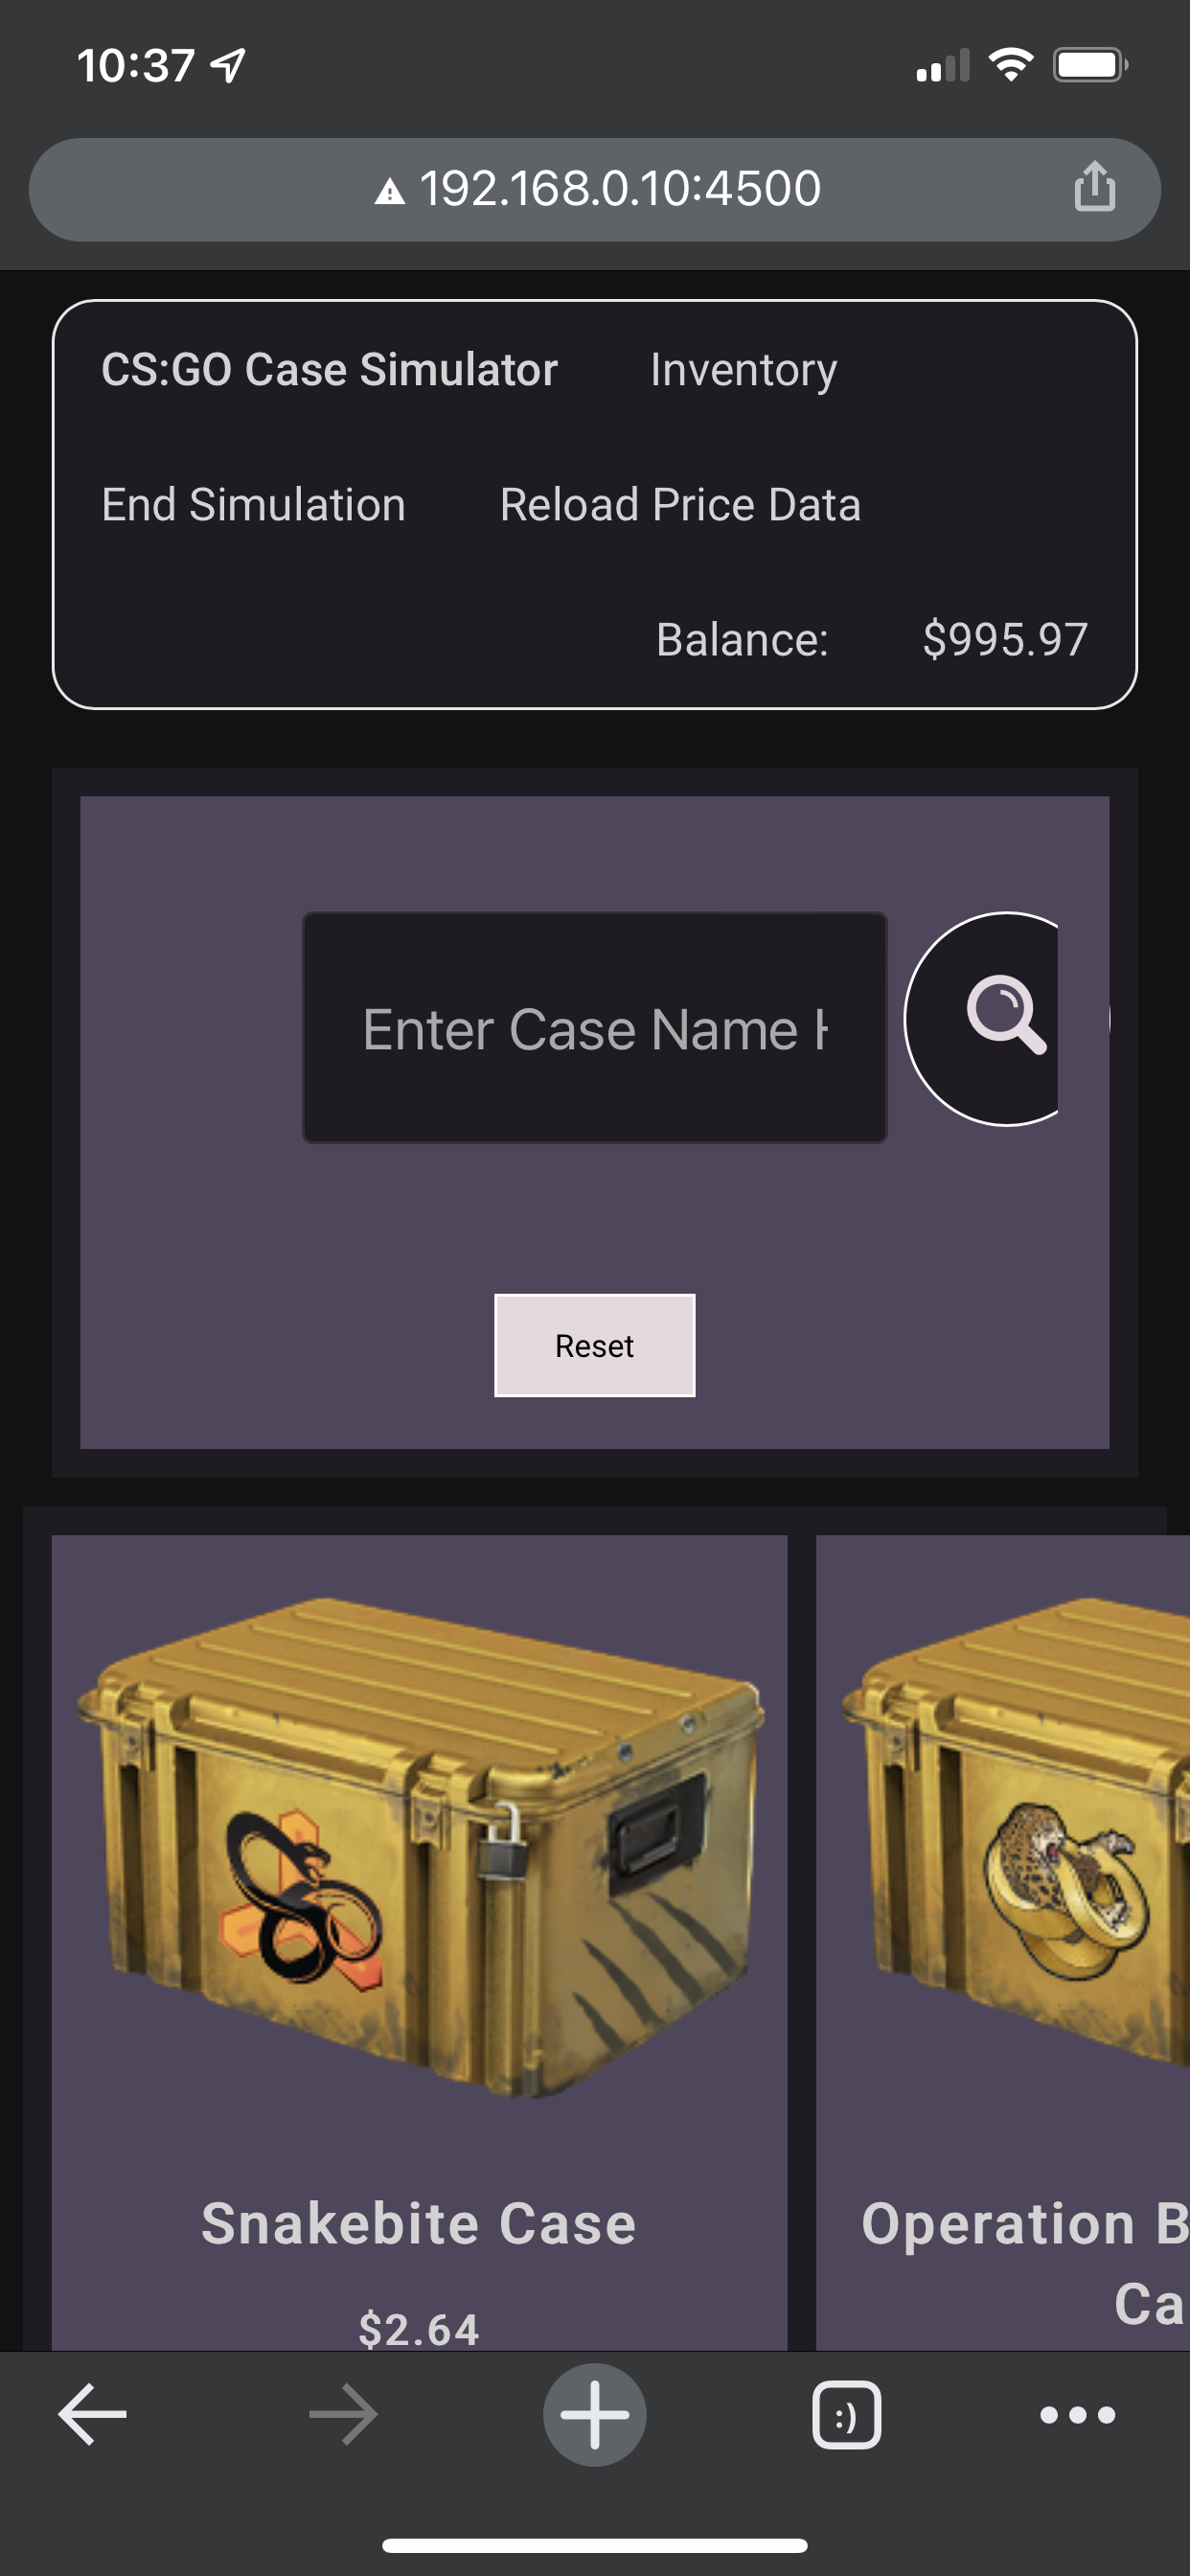 10:37
192.168.0.10:4500
CS:GO Case Simulator Inventory
End Simulation Reload Price Data
Balance: $995.97
Enter Case Name
Reset
Snakebite Case
$2.64
Operation B
Ca
:)